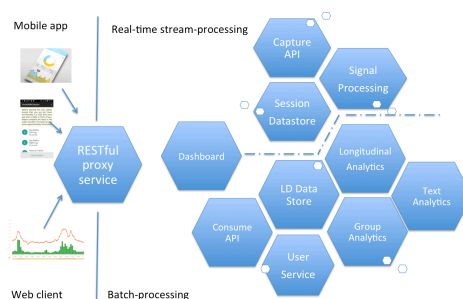 Mobile app
Real-time stream-processing
Capture
API
Signal
Processing
Session
Datastore
RESTful
proxy
service
Dashboard
Longitudinal
Analytics
LD Data
Store
Text
Analytics
Consume
API
Group
Analytics
User
Service
Web client
Batch-processing